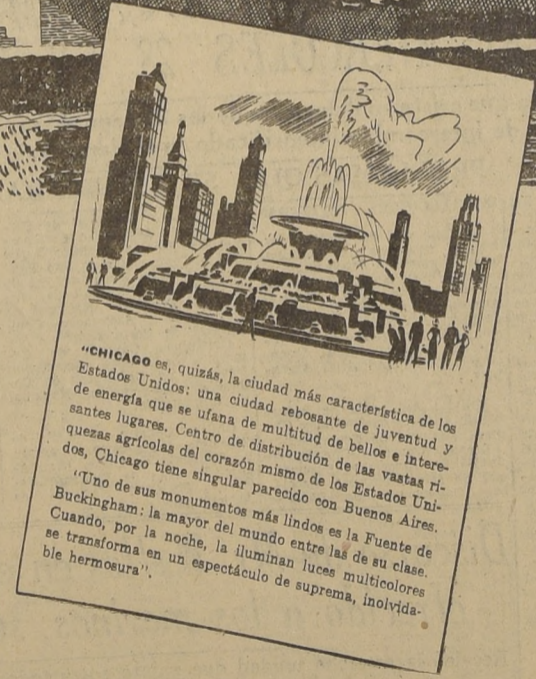 "CHICAGO es, quizás, la ciudad más característica de los
Estados Unidos: una ciudad rebosante de juventud y
de energía que se ufana de multitud de bellos e intere-
santes lugares. Centro de distribución de las vastas ri-
quezas agrícolas del corazón mismo de los Estados Uni-
dos, Chicago tiene singular parecido con Buenos Aires.
"Uno de sus monumentos más lindos es la Fuente de
Buckingham: la mayor del mundo entre las de su clase.
Cuando, por la noche, la iluminan luces multicolores
se transforma en un espectáculo de suprema, inolvida-
ble hermosura".